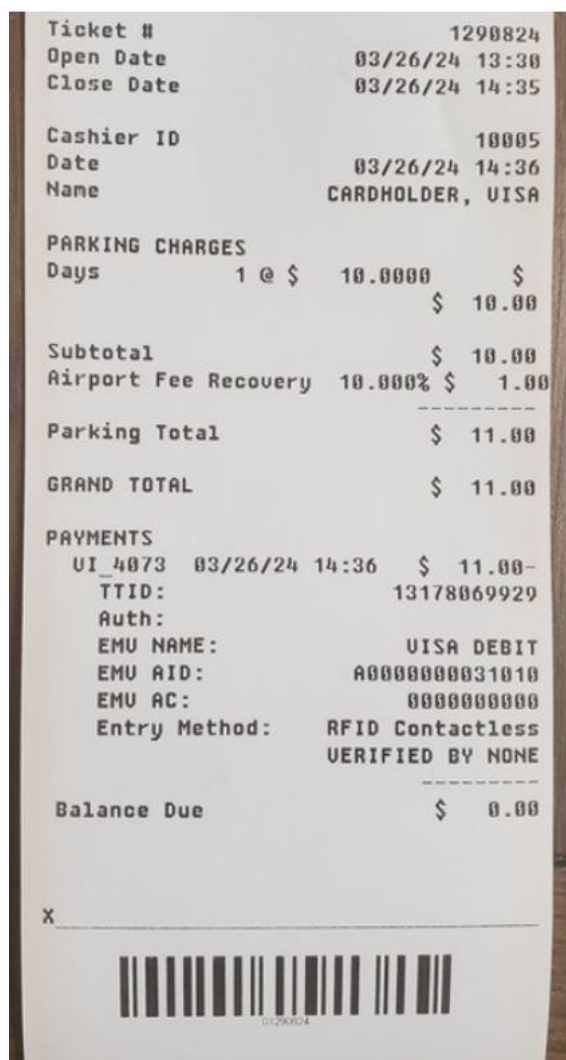 Ticket # 1290824
Open Date 03/26/24 13:30
Close Date 03/26/24 14:35
Cashier ID 10005
Date 03/26/24 14:36
Name CARDHOLDER, VISA
PARKING CHARGES
Days 1 @ $ 10.0000 $
$ 10.00
Subtotal $ 10.00
Airport Fee Recovery 10.000% $ 1.00
---------
Parking Total $ 11.00
GRAND TOTAL $ 11.00
PAYMENTS
VI_4073 03/26/24 14:36 $ 11.00-
TTID: 13178069929
Auth:
EMV NAME: VISA DEBIT
EMV AID: A0000000031010
EMV AC: 0000000000
Entry Method: RFID Contactless
VERIFIED BY NONE
---------
Balance Due $ 0.00
X
01290824